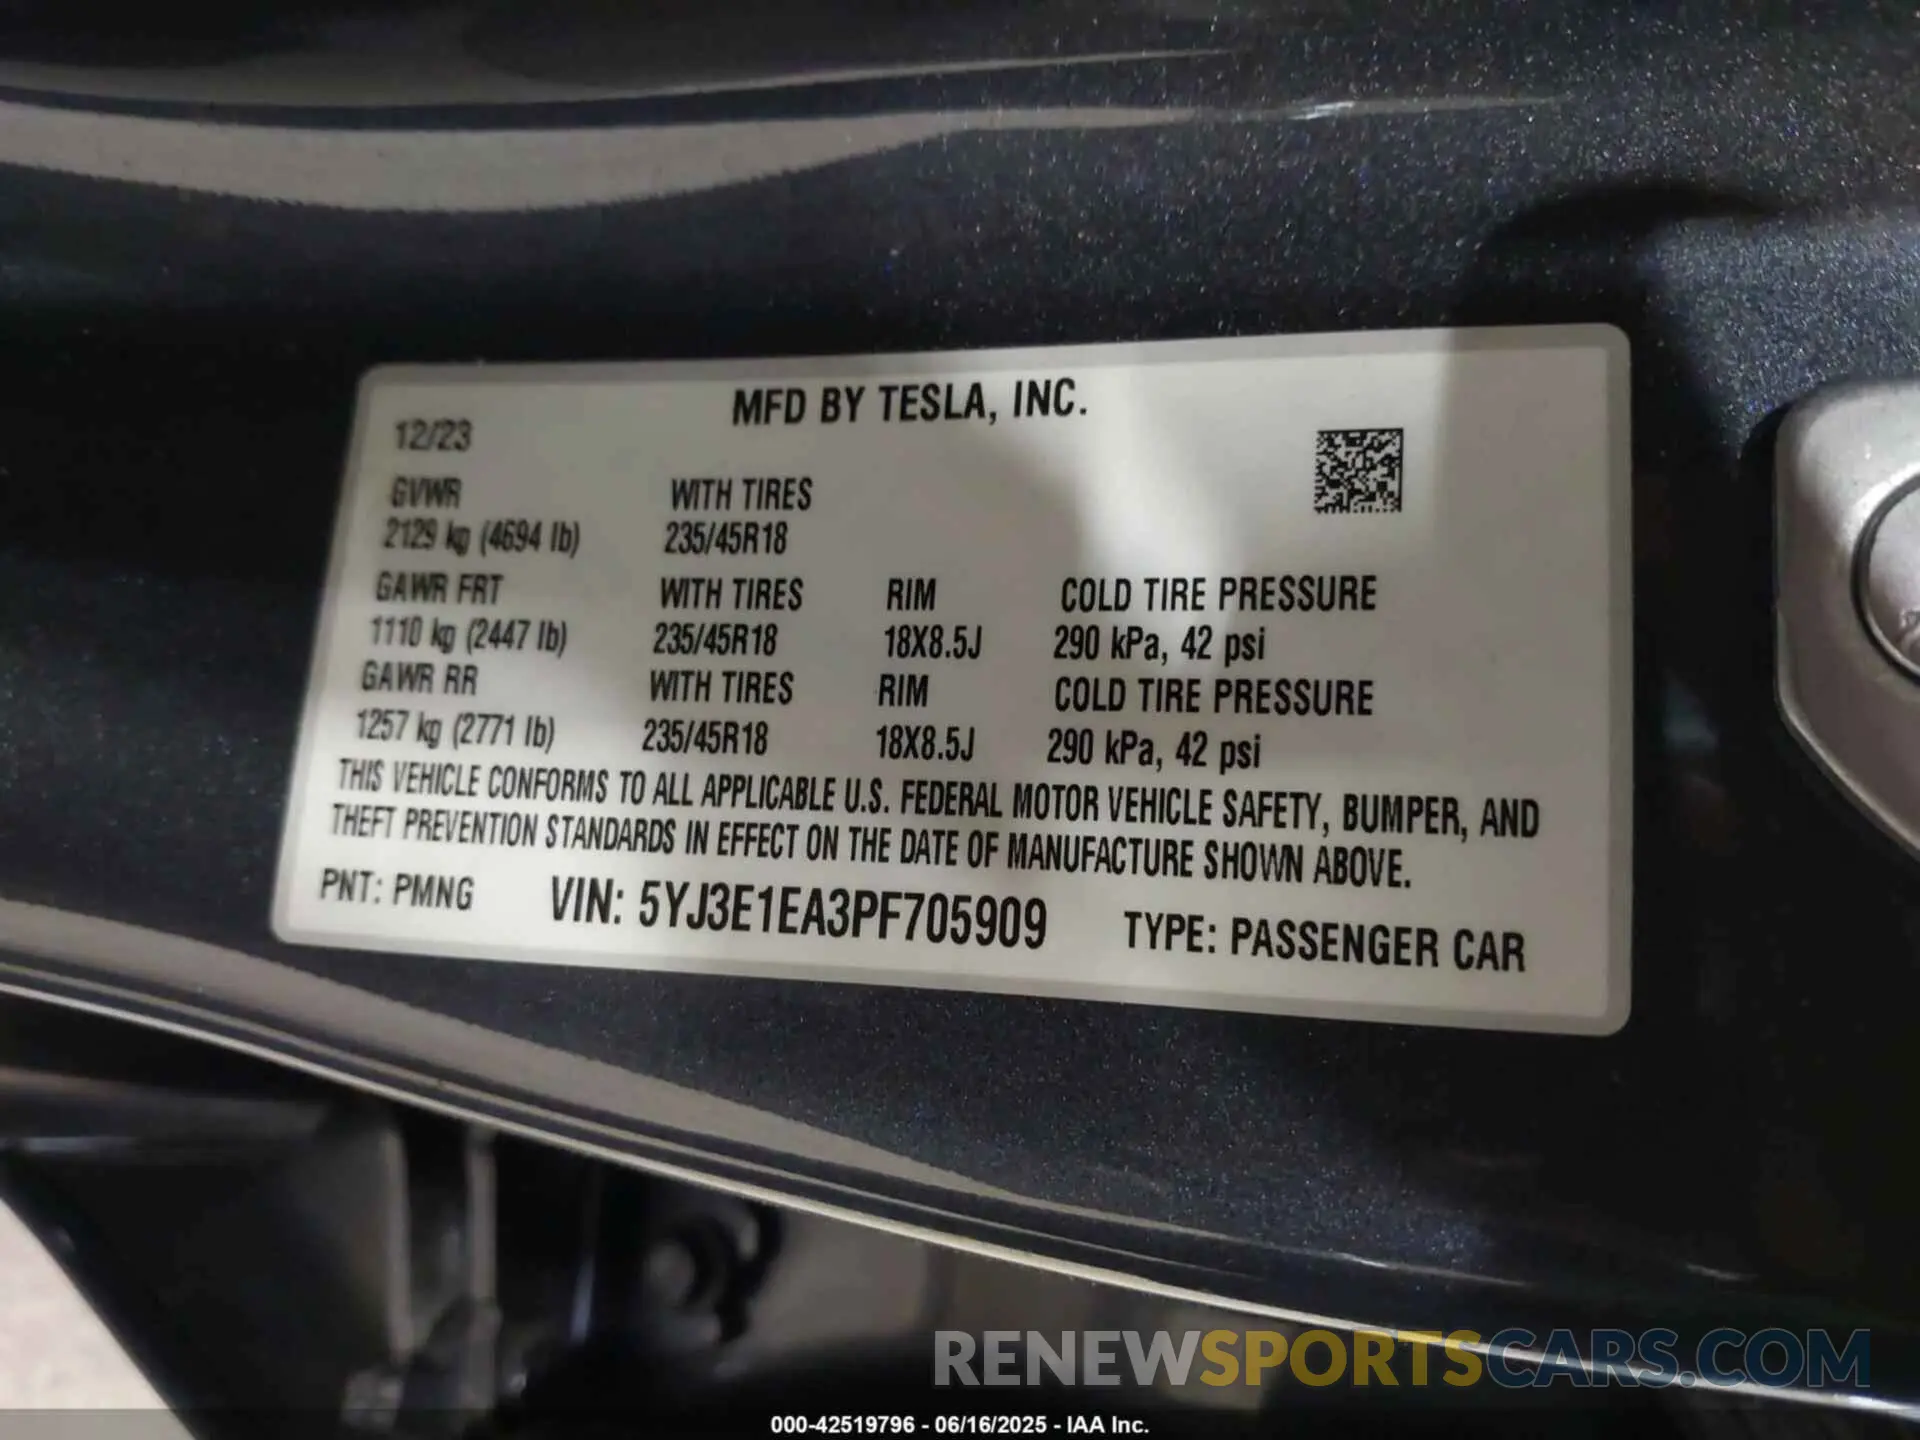 MFD BY TESLA, INC.
12/23
GVWR WITH TIRES
2129 kg (4694 lb) 235/45R18
GAWR FRT WITH TIRES RIM COLD TIRE PRESSURE
1110 kg (2447 lb) 235/45R18 18X8.5J 290 kPa, 42 psi
GAWR RR WITH TIRES RIM COLD TIRE PRESSURE
1257 kg (2771 lb) 235/45R18 18X8.5J 290 kPa, 42 psi
THIS VEHICLE CONFORMS TO ALL APPLICABLE U.S. FEDERAL MOTOR VEHICLE SAFETY, BUMPER, AND
THEFT PREVENTION STANDARDS IN EFFECT ON THE DATE OF MANUFACTURE SHOWN ABOVE.
PNT: PMNG VIN: 5YJ3E1EA3PF705909 TYPE: PASSENGER CAR
RENEWSPORTSCARS.COM
000-42519796 - 06/16/2025 - IAA Inc.